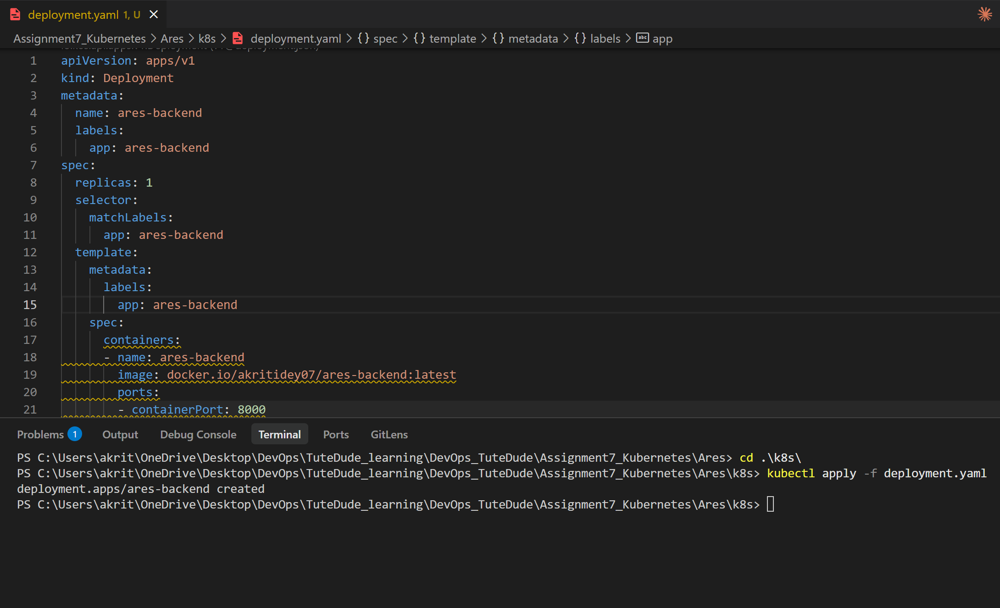 deployment.yaml 1, U
Assignment7_Kubernetes > Ares > k8s > deployment.yaml > {} spec > {} template > {} metadata > {} labels > abc app
1 apiVersion: apps/v1
2 kind: Deployment
3 metadata:
4   name: ares-backend
5   labels:
6     app: ares-backend
7 spec:
8   replicas: 1
9   selector:
10     matchLabels:
11       app: ares-backend
12   template:
13     metadata:
14       labels:
15         app: ares-backend
16     spec:
17       containers:
18       - name: ares-backend
19         image: docker.io/akritidey07/ares-backend:latest
20         ports:
21         - containerPort: 8000
Problems 1 Output Debug Console Terminal Ports GitLens
PS C:\Users\akrit\OneDrive\Desktop\DevOps\TuteDude_learning\DevOps_TuteDude\Assignment7_Kubernetes\Ares> cd .\k8s\
PS C:\Users\akrit\OneDrive\Desktop\DevOps\TuteDude_learning\DevOps_TuteDude\Assignment7_Kubernetes\Ares\k8s> kubectl apply -f deployment.yaml
deployment.apps/ares-backend created
PS C:\Users\akrit\OneDrive\Desktop\DevOps\TuteDude_learning\DevOps_TuteDude\Assignment7_Kubernetes\Ares\k8s>